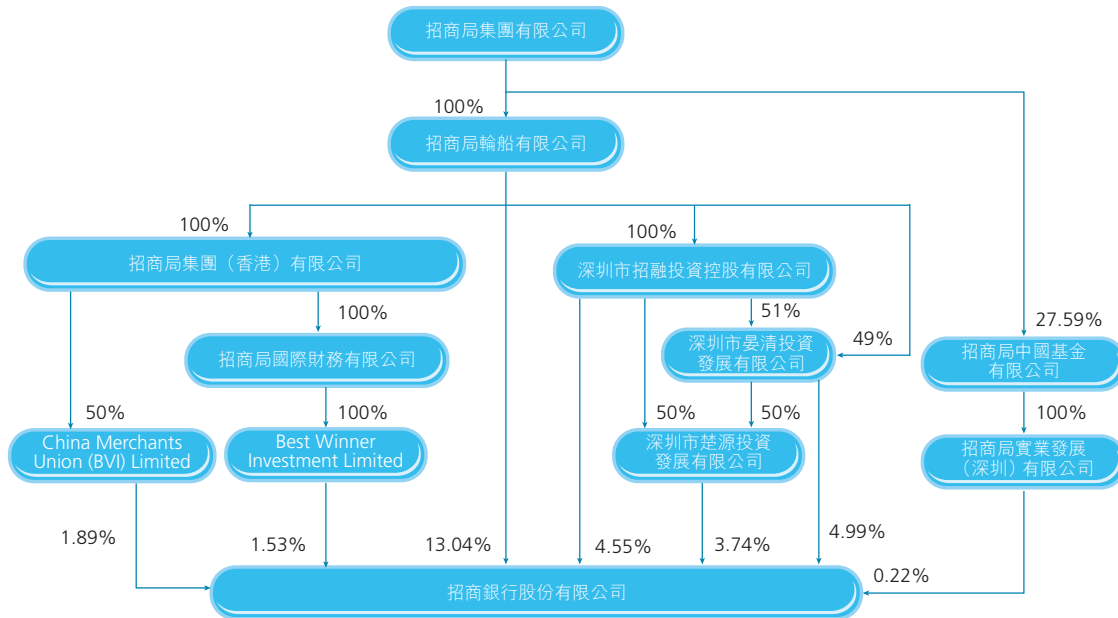 招商局集團有限公司
100%
招商局輪船有限公司
100%
100%
招商局集團（香港）有限公司
深圳市招融投資控股有限公司
100%
51%
27.59%
招商局國際財務有限公司
深圳市晏清投資
發展有限公司
49%
招商局中國基金
有限公司
50%
100%
50%
50%
100%
China Merchants
Union (BVI) Limited
Best Winner
Investment Limited
深圳市楚源投資
發展有限公司
招商局實業發展
（深圳）有限公司
1.89%
1.53%
13.04%
4.55%
3.74%
4.99%
0.22%
招商銀行股份有限公司